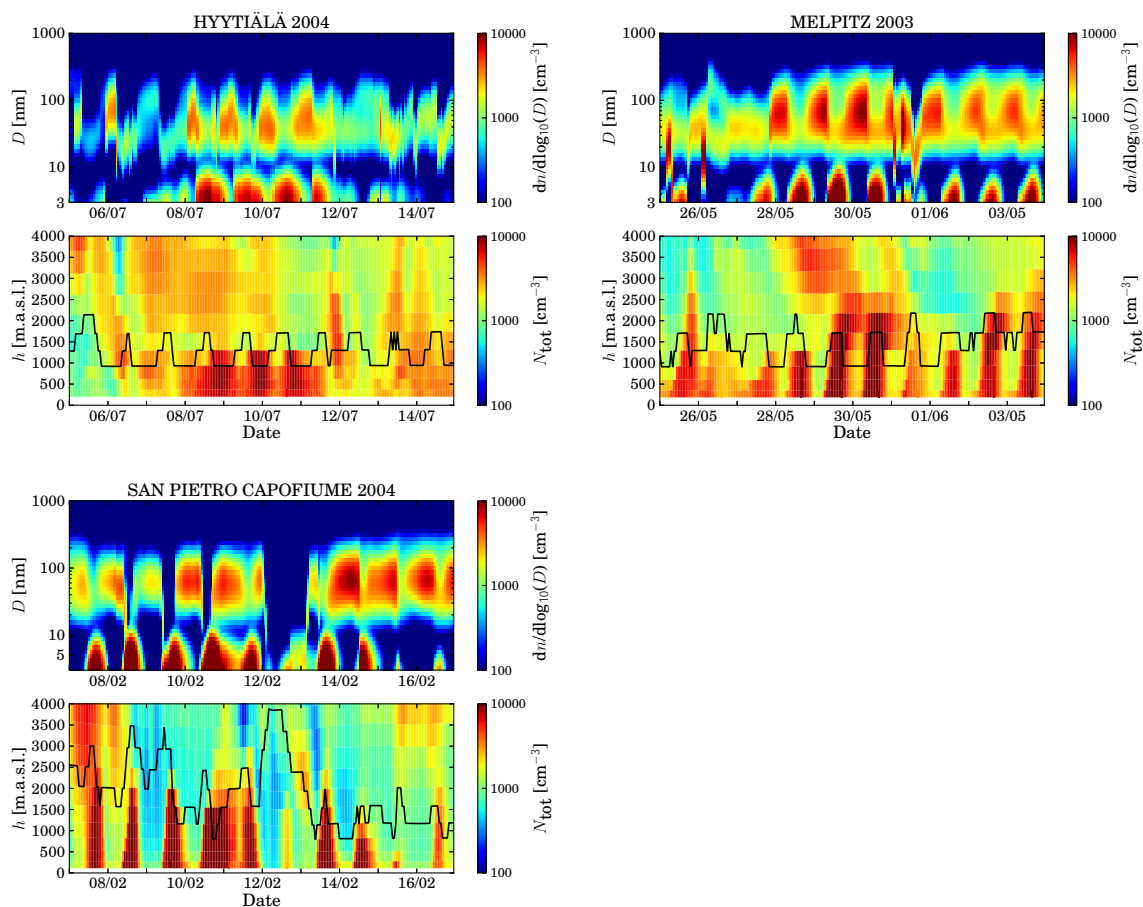 HYYTIÄLÄ 2004
1000
100
10
3
D [nm]
06/07 08/07 10/07 12/07 14/07
10000
1000
100
dn/dlog₁₀(D) [cm⁻³]
4000
3500
3000
2500
2000
1500
1000
500
0
h [m.a.s.l.]
06/07 08/07 10/07 12/07 14/07
Date
10000
1000
100
Ntot [cm⁻³]
MELPITZ 2003
1000
100
10
3
D [nm]
26/05 28/05 30/05 01/06 03/05
10000
1000
100
dn/dlog₁₀(D) [cm⁻³]
4000
3500
3000
2500
2000
1500
1000
500
0
h [m.a.s.l.]
26/05 28/05 30/05 01/06 03/05
Date
10000
1000
100
Ntot [cm⁻³]
SAN PIETRO CAPOFIUME 2004
1000
100
10
5
D [nm]
08/02 10/02 12/02 14/02 16/02
10000
1000
100
dn/dlog₁₀(D) [cm⁻³]
4000
3500
3000
2500
2000
1500
1000
500
0
h [m.a.s.l.]
08/02 10/02 12/02 14/02 16/02
Date
10000
1000
100
Ntot [cm⁻³]